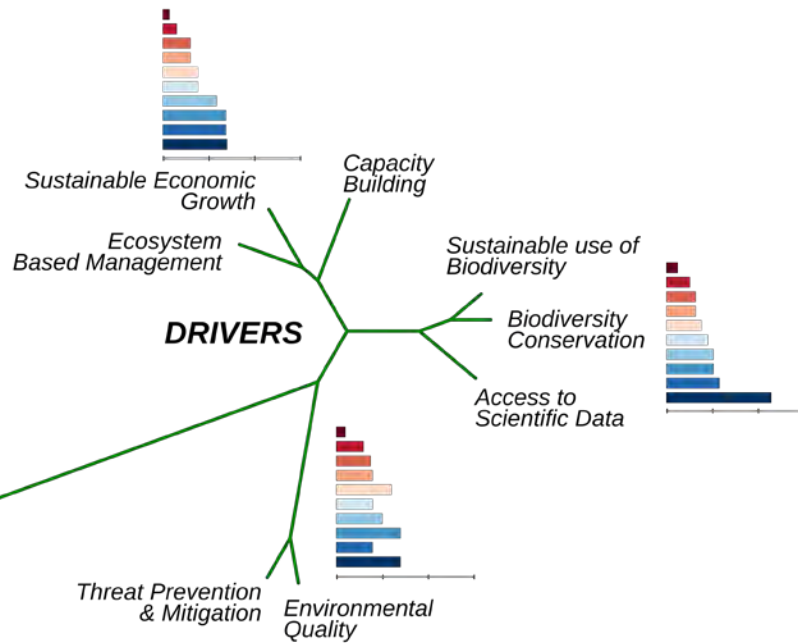 Capacity
Building
Sustainable Economic
Growth
Ecosystem
Based Management
Sustainable use of
Biodiversity
DRIVERS
Biodiversity
Conservation
Access to
Scientific Data
Threat Prevention
& Mitigation
Environmental
Quality